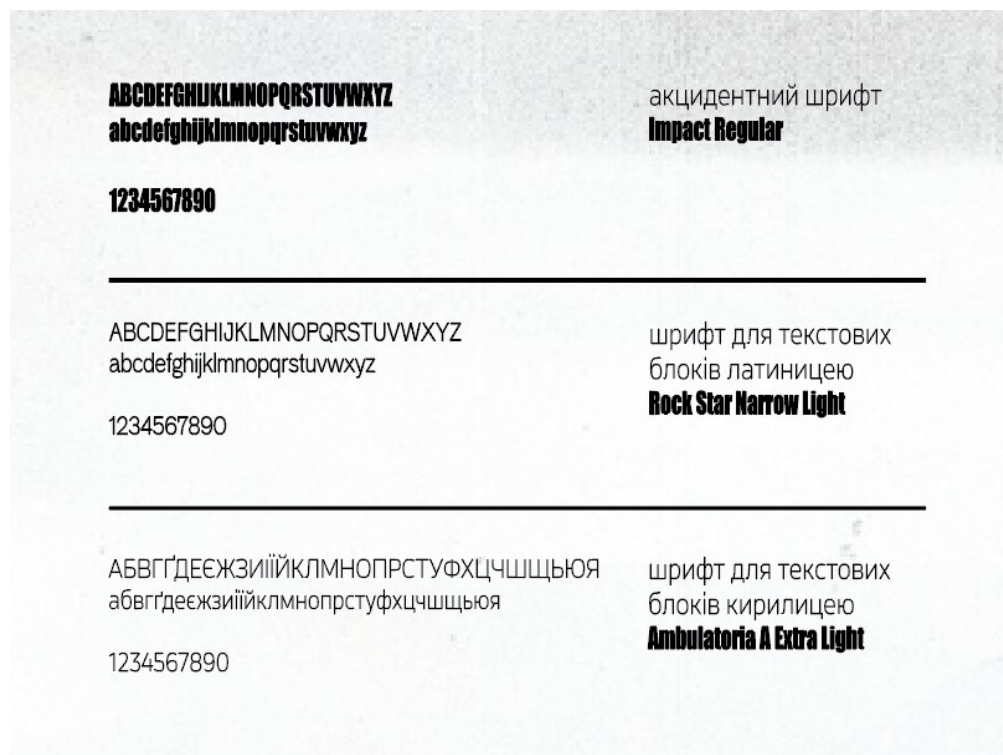 ABCDEFGHIJKLMNOPQRSTUVWXYZ
abcdefghijklmnopqrstuvwxyz
1234567890
акцидентний шрифт
Impact Regular
ABCDEFGHIJKLMNOPQRSTUVWXYZ
abcdefghijklmnopqrstuvwxyz
1234567890
шрифт для текстових
блоків латиницею
Rock Star Narrow Light
АБВГҐДЕЄЖЗИІЇЙКЛМНОПРСТУФХЦЧШЩЬЮЯ
абвгґдеєжзиіїйклмнопрстуфхцчшщьюя
1234567890
шрифт для текстових
блоків кирилицею
Ambulatoria A Extra Light